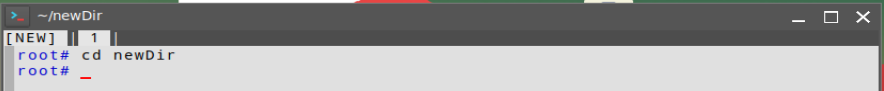 ~/newDir
[NEW] | 1 |
root# cd newDir
root# _